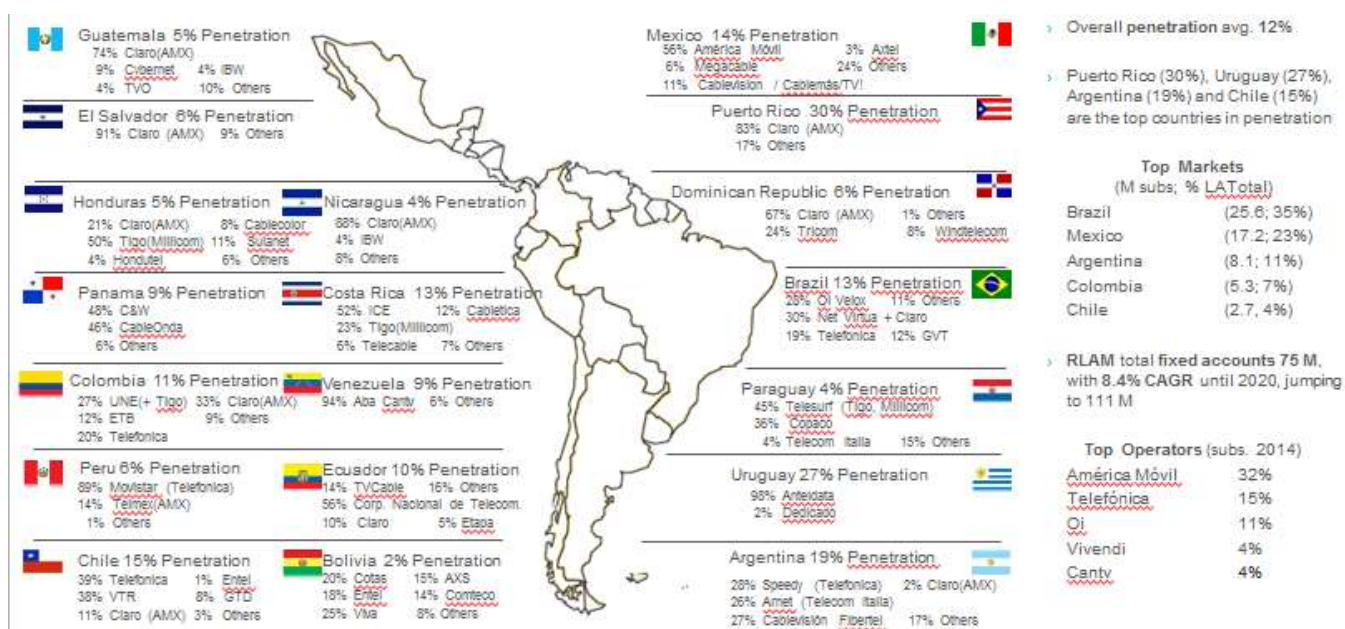 Guatemala 5% Penetration
74% Claro(AMX)
9% Cybernet 4% IBW
4% TVO 10% Others
El Salvador 6% Penetration
91% Claro (AMX) 9% Others
Honduras 5% Penetration
21% Claro(AMX) 8% Cablecolor
50% Tigo(Millicom) 11% Sulanet
4% Hondutel 6% Others
Nicaragua 4% Penetration
88% Claro(AMX)
4% IBW
8% Others
Panama 9% Penetration
48% C&W
46% CableOnda
6% Others
Costa Rica 13% Penetration
52% ICE 12% Cabletica
23% Tigo(Millicom)
6% Telecable 7% Others
Colombia 11% Penetration
27% UNE(+ Tigo) 33% Claro(AMX)
12% ETB 9% Others
20% Telefonica
Venezuela 9% Penetration
94% Aba Cantv 6% Others
Peru 6% Penetration
89% Movistar (Telefonica)
14% Telmex(AMX)
1% Others
Ecuador 10% Penetration
14% TVCable 16% Others
56% Corp. Nacional de Telecom.
10% Claro 5% Etapa
Chile 15% Penetration
39% Telefonica 1% Entel
38% VTR 8% GTD
11% Claro (AMX) 3% Others
Bolivia 2% Penetration
20% Cotas 15% AXS
18% Entel 14% Comteco
25% Viva 8% Others
Mexico 14% Penetration
56% América Móvil 3% Axtel
6% Megacable 24% Others
11% Cablevision / Cablemás/TVI
Puerto Rico 30% Penetration
83% Claro (AMX)
17% Others
Dominican Republic 6% Penetration
67% Claro (AMX) 1% Others
24% Tricom 8% Windtelecom
Brazil 13% Penetration
28% Oi Velox 11% Others
30% Net Virtua + Claro
19% Telefonica 12% GVT
Paraguay 4% Penetration
45% Telesurf (Tigo, Millicom)
36% Copaco
4% Telecom Italia 15% Others
Uruguay 27% Penetration
98% Anteldata
2% Dedicado
Argentina 19% Penetration
28% Speedy (Telefonica) 2% Claro(AMX)
26% Arnet (Telecom Italia)
27% Cablevisión Fibertel 17% Others
› Overall penetration avg. 12%
› Puerto Rico (30%), Uruguay (27%),
Argentina (19%) and Chile (15%)
are the top countries in penetration
Top Markets
(M subs; % LATotal)
Brazil (25.6; 35%)
Mexico (17.2; 23%)
Argentina (8.1; 11%)
Colombia (5.3; 7%)
Chile (2.7, 4%)
› RLAM total fixed accounts 75 M,
with 8.4% CAGR until 2020, jumping
to 111 M
Top Operators (subs. 2014)
América Móvil 32%
Telefónica 15%
Oi 11%
Vivendi 4%
Cantv 4%